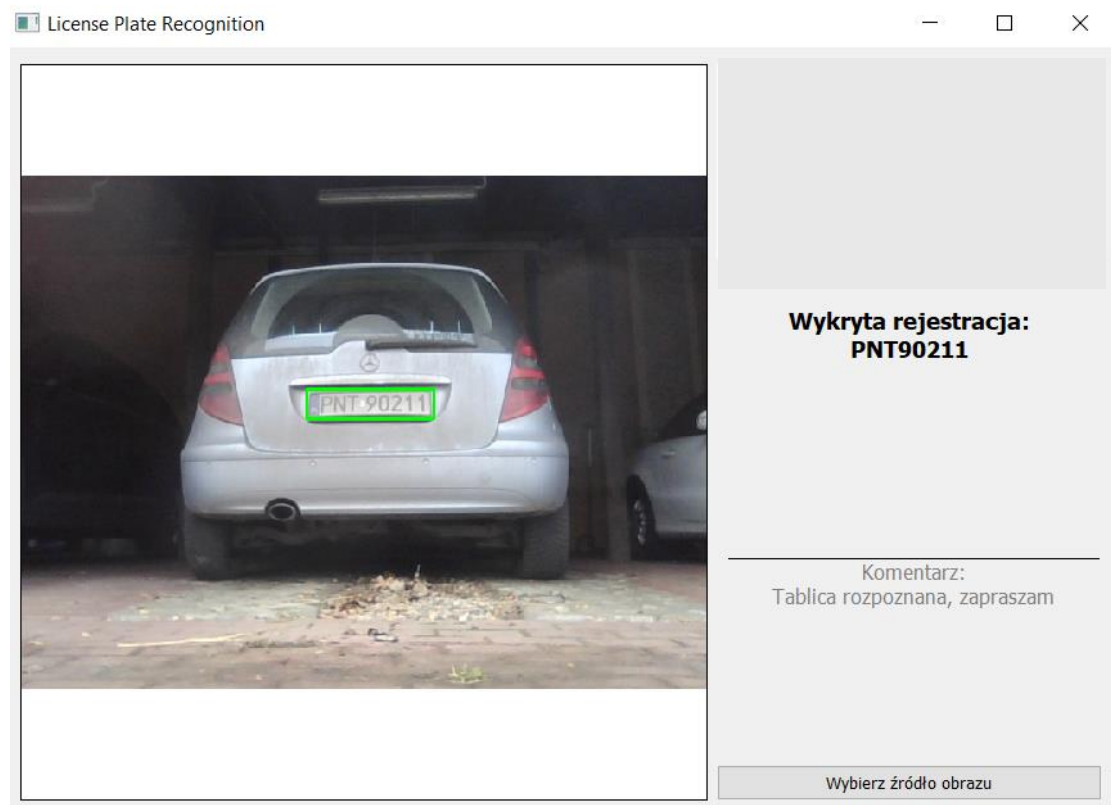 License Plate Recognition
PNT 90211
Wykryta rejestracja:
PNT90211
Komentarz:
Tablica rozpoznana, zapraszam
Wybierz źródło obrazu